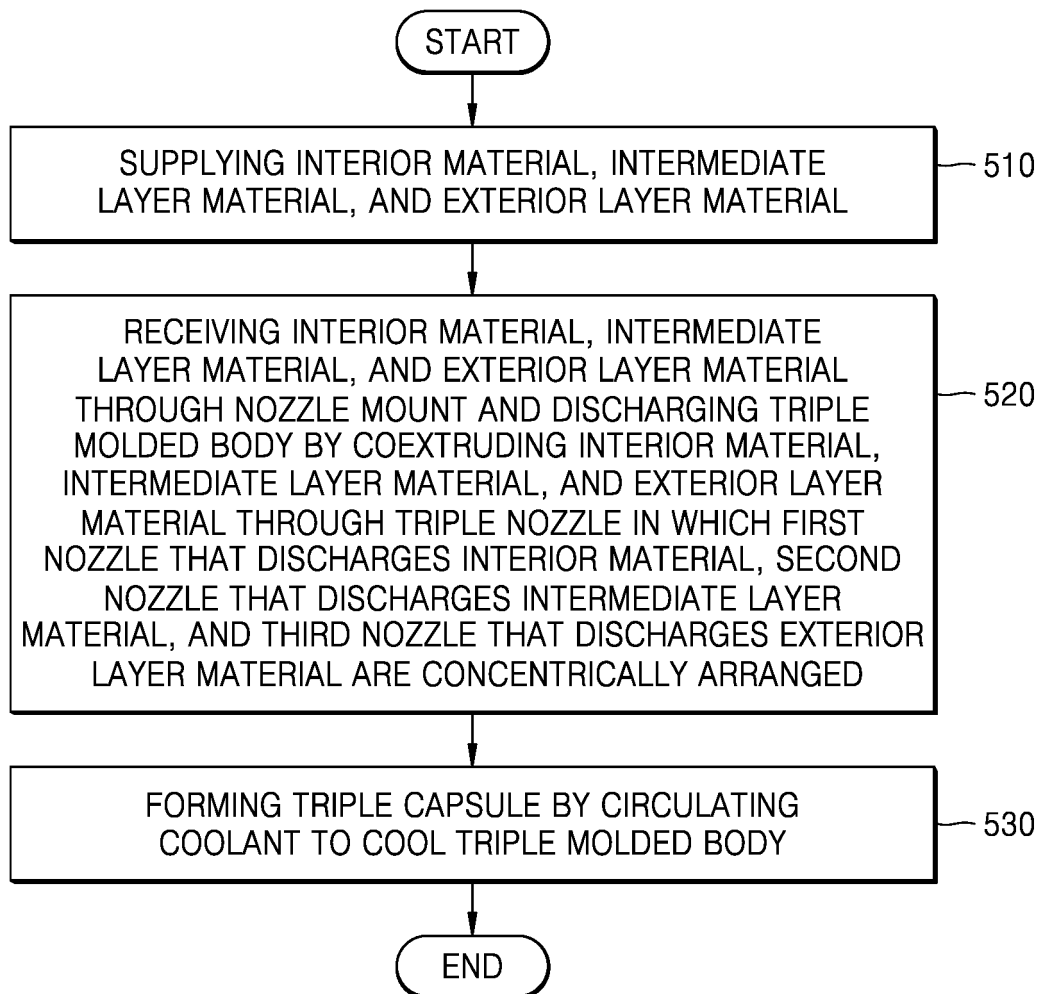 START
SUPPLYING INTERIOR MATERIAL, INTERMEDIATE
LAYER MATERIAL, AND EXTERIOR LAYER MATERIAL
510
RECEIVING INTERIOR MATERIAL, INTERMEDIATE
LAYER MATERIAL, AND EXTERIOR LAYER MATERIAL
THROUGH NOZZLE MOUNT AND DISCHARGING TRIPLE
MOLDED BODY BY COEXTRUDING INTERIOR MATERIAL,
INTERMEDIATE LAYER MATERIAL, AND EXTERIOR LAYER
MATERIAL THROUGH TRIPLE NOZZLE IN WHICH FIRST
NOZZLE THAT DISCHARGES INTERIOR MATERIAL, SECOND
NOZZLE THAT DISCHARGES INTERMEDIATE LAYER
MATERIAL, AND THIRD NOZZLE THAT DISCHARGES EXTERIOR
LAYER MATERIAL ARE CONCENTRICALLY ARRANGED
520
FORMING TRIPLE CAPSULE BY CIRCULATING
COOLANT TO COOL TRIPLE MOLDED BODY
530
END